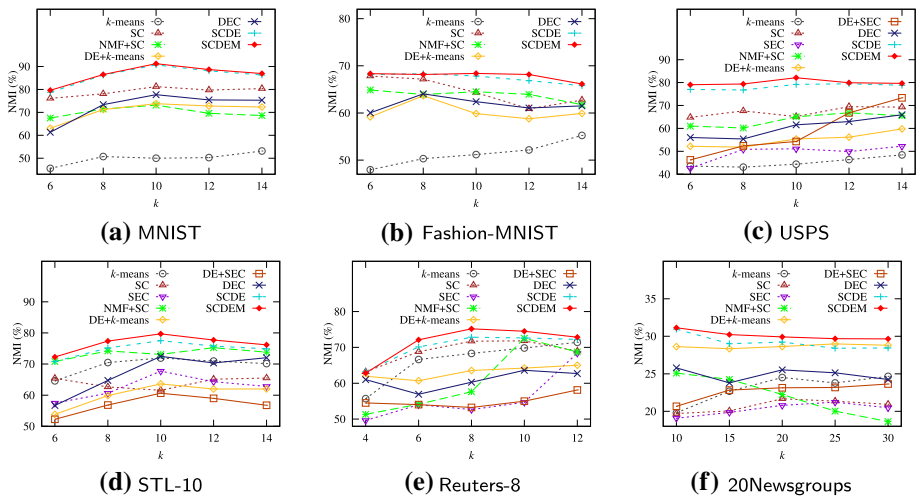 NMI (%)
90
80
70
60
50
6 8 10 12 14
k
k-means
SC
NMF+SC
DE+k-means
DEC
SCDE
SCDEM
(a) MNIST
NMI (%)
80
70
60
50
6 8 10 12 14
k
k-means
SC
NMF+SC
DE+k-means
DEC
SCDE
SCDEM
(b) Fashion-MNIST
NMI (%)
90
80
70
60
50
40
6 8 10 12 14
k
k-means
SC
SEC
NMF+SC
DE+k-means
DE+SEC
DEC
SCDE
SCDEM
(c) USPS
NMI (%)
90
80
70
60
50
6 8 10 12 14
k
k-means
SC
SEC
NMF+SC
DE+k-means
DE+SEC
DEC
SCDE
SCDEM
(d) STL-10
NMI (%)
90
80
70
60
50
4 6 8 10 12
k
k-means
SC
SEC
NMF+SC
DE+k-means
DE+SEC
DEC
SCDE
SCDEM
(e) Reuters-8
NMI (%)
35
30
25
20
10 15 20 25 30
k
k-means
SC
SEC
NMF+SC
DE+k-means
DE+SEC
DEC
SCDE
SCDEM
(f) 20Newsgroups